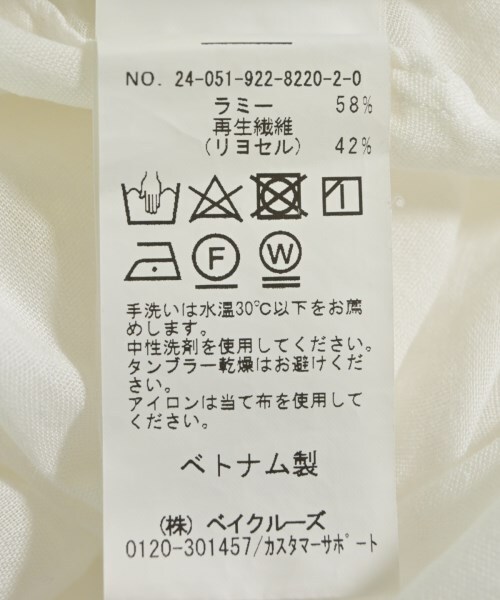 NO. 24-051-922-8220-2-0
ラミー 58%
再生繊維
(リヨセル) 42%
F W
手洗いは水温30℃以下をお薦
めします。
中性洗剤を使用してください。
タンブラー乾燥はお避けくださ
い。
アイロンは当て布を使用して
ください。
ベトナム製
(株) ベイクルーズ
0120-301457/カスタマーサポート